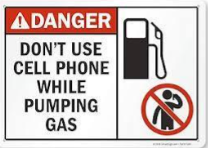 DANGER
DON'T USE
CELL PHONE
WHILE
PUMPING
GAS